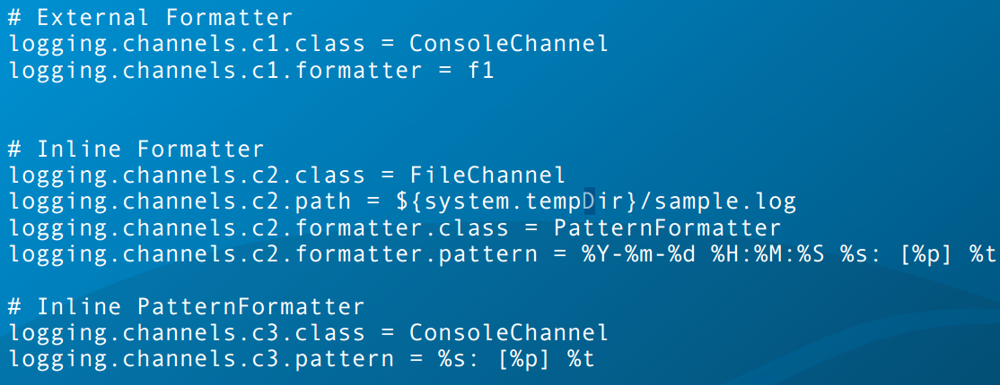 # External Formatter
logging.channels.c1.class = ConsoleChannel
logging.channels.c1.formatter = f1
# Inline Formatter
logging.channels.c2.class = FileChannel
logging.channels.c2.path = ${system.tempDir}/sample.log
logging.channels.c2.formatter.class = PatternFormatter
logging.channels.c2.formatter.pattern = %Y-%m-%d %H:%M:%S %s: [%p] %t
# Inline PatternFormatter
logging.channels.c3.class = ConsoleChannel
logging.channels.c3.pattern = %s: [%p] %t